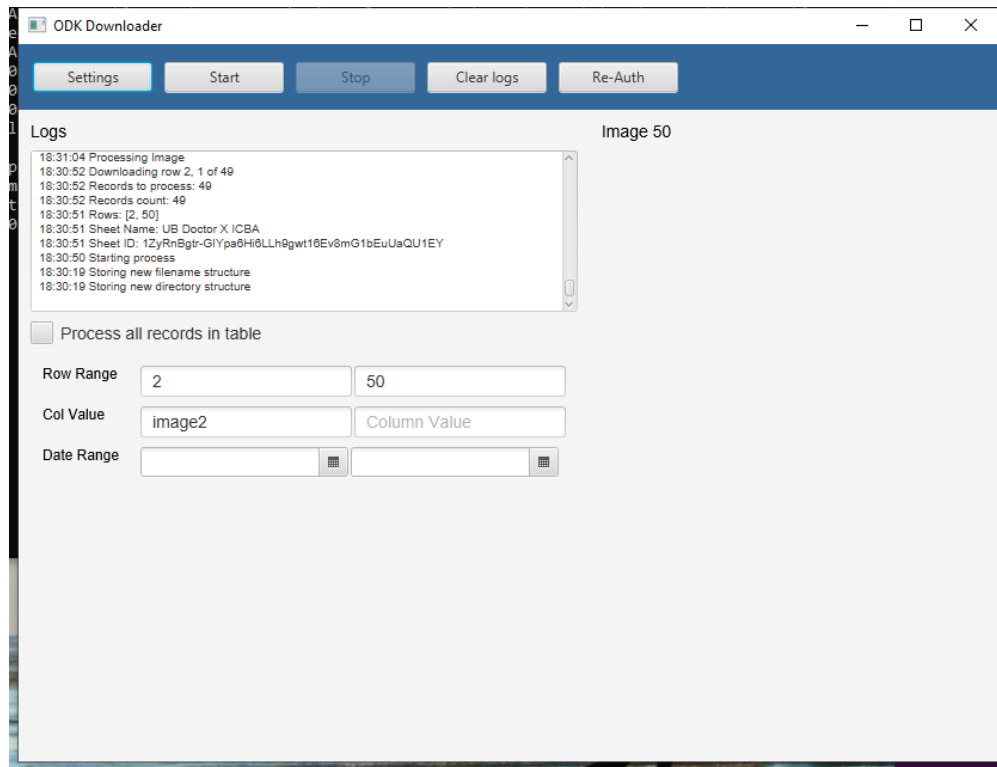 ODK Downloader
Settings Start Stop Clear logs Re-Auth
Logs
Image 50
18:31:04 Processing Image
18:30:52 Downloading row 2, 1 of 49
18:30:52 Records to process: 49
18:30:52 Records count: 49
18:30:51 Rows: [2, 50]
18:30:51 Sheet Name: UB Doctor X ICBA
18:30:51 Sheet ID: 1ZyRnBgtr-GIYpa6Hi6LLh9gwt16Ev8mG1bEuUaQU1EY
18:30:50 Starting process
18:30:19 Storing new filename structure
18:30:19 Storing new directory structure
Process all records in table
Row Range 2 50
Col Value image2 Column Value
Date Range